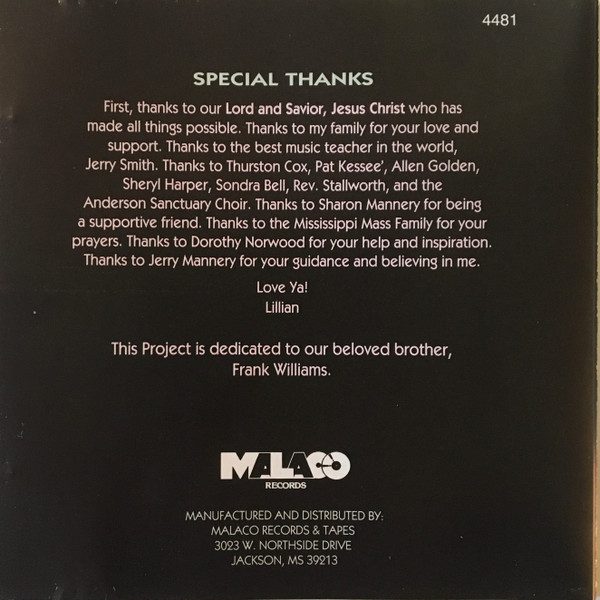 4481
SPECIAL THANKS
First, thanks to our Lord and Savior, Jesus Christ who has
made all things possible. Thanks to my family for your love and
support. Thanks to the best music teacher in the world,
Jerry Smith. Thanks to Thurston Cox, Pat Kessee', Allen Golden,
Sheryl Harper, Sondra Bell, Rev. Stallworth, and the
Anderson Sanctuary Choir. Thanks to Sharon Mannery for being
a supportive friend. Thanks to the Mississippi Mass Family for your
prayers. Thanks to Dorothy Norwood for your help and inspiration.
Thanks to Jerry Mannery for your guidance and believing in me.
Love Ya!
Lillian
This Project is dedicated to our beloved brother,
Frank Williams.
MALACO
RECORDS
MANUFACTURED AND DISTRIBUTED BY:
MALACO RECORDS & TAPES
3023 W. NORTHSIDE DRIVE
JACKSON, MS 39213